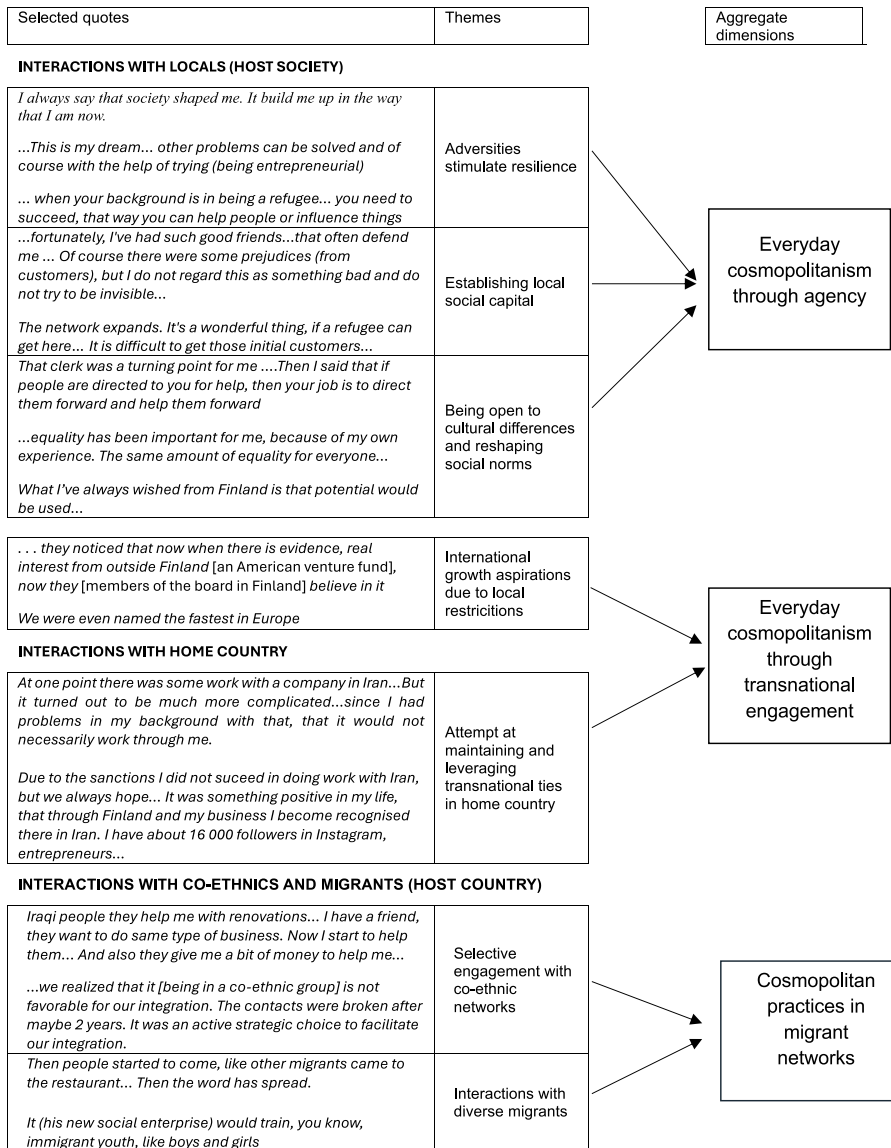 Selected quotes
Themes
Aggregate
dimensions
INTERACTIONS WITH LOCALS (HOST SOCIETY)
I always say that society shaped me. It build me up in the way
that I am now.
...This is my dream... other problems can be solved and of
course with the help of trying (being entrepreneurial)
... when your background is in being a refugee... you need to
succeed, that way you can help people or influence things
Adversities
stimulate resilience
...fortunately, I've had such good friends...that often defend
me ... Of course there were some prejudices (from
customers), but I do not regard this as something bad and do
not try to be invisible...
The network expands. It's a wonderful thing, if a refugee can
get here... It is difficult to get those initial customers...
Establishing local
social capital
That clerk was a turning point for me ....Then I said that if
people are directed to you for help, then your job is to direct
them forward and help them forward
...equality has been important for me, because of my own
experience. The same amount of equality for everyone...
What I've always wished from Finland is that potential would
be used...
Being open to
cultural differences
and reshaping
social norms
Everyday
cosmopolitanism
through agency
. . . they noticed that now when there is evidence, real
interest from outside Finland [an American venture fund],
now they [members of the board in Finland] believe in it
We were even named the fastest in Europe
International
growth aspirations
due to local
restricitions
INTERACTIONS WITH HOME COUNTRY
At one point there was some work with a company in Iran...But
it turned out to be much more complicated...since I had
problems in my background with that, that it would not
necessarily work through me.
Due to the sanctions I did not suceed in doing work with Iran,
but we always hope... It was something positive in my life,
that through Finland and my business I become recognised
there in Iran. I have about 16 000 followers in Instagram,
entrepreneurs...
Attempt at
maintaining and
leveraging
transnational ties
in home country
Everyday
cosmopolitanism
through
transnational
engagement
INTERACTIONS WITH CO-ETHNICS AND MIGRANTS (HOST COUNTRY)
Iraqi people they help me with renovations... I have a friend,
they want to do same type of business. Now I start to help
them... And also they give me a bit of money to help me...
...we realized that it [being in a co-ethnic group] is not
favorable for our integration. The contacts were broken after
maybe 2 years. It was an active strategic choice to facilitate
our integration.
Selective
engagement with
co-ethnic
networks
Then people started to come, like other migrants came to
the restaurant... Then the word has spread.
It (his new social enterprise) would train, you know,
immigrant youth, like boys and girls
Interactions with
diverse migrants
Cosmopolitan
practices in
migrant
networks